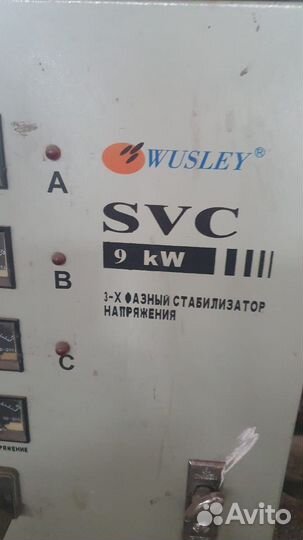 WUSLEY®
A
SVC
9 kW
B
3-Х ФАЗНЫЙ СТАБИЛИЗАТОР
НАПРЯЖЕНИЯ
C
Avito